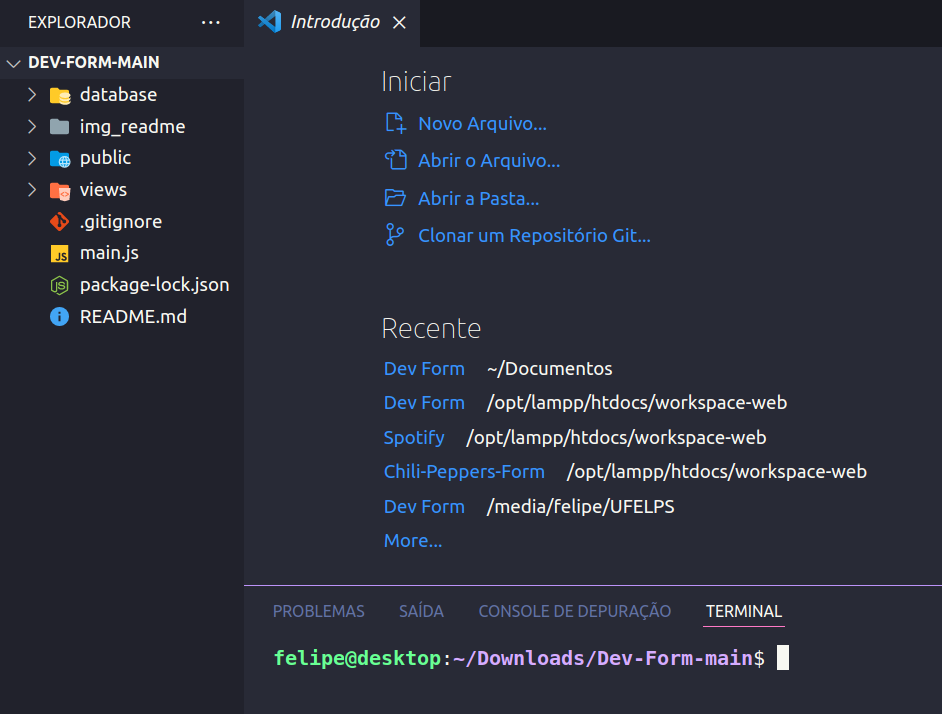 EXPLORADOR ...
DEV-FORM-MAIN
database
img_readme
public
views
.gitignore
JS main.js
JS package-lock.json
i README.md
Introdução
Iniciar
Novo Arquivo...
Abrir o Arquivo...
Abrir a Pasta...
Clonar um Repositório Git...
Recente
Dev Form ~/Documentos
Dev Form /opt/lampp/htdocs/workspace-web
Spotify /opt/lampp/htdocs/workspace-web
Chili-Peppers-Form /opt/lampp/htdocs/workspace-web
Dev Form /media/felipe/UFELPS
More...
PROBLEMAS SAÍDA CONSOLE DE DEPURAÇÃO TERMINAL
felipe@desktop:~/Downloads/Dev-Form-main$